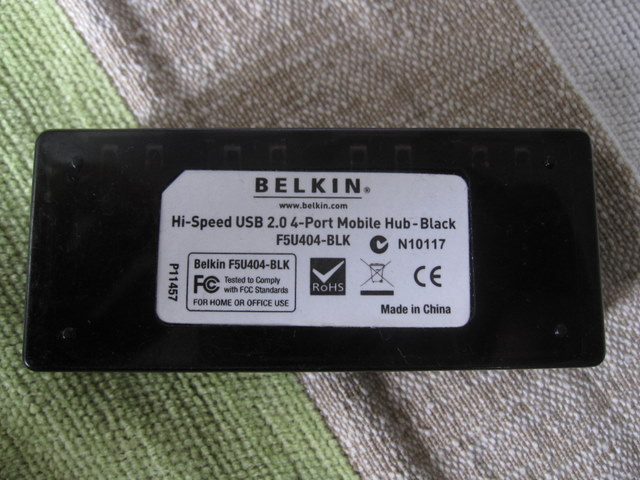 BELKIN®
www.belkin.com
Hi-Speed USB 2.0 4-Port Mobile Hub-Black
F5U404-BLK N10117
P11457
Belkin F5U404-BLK
FC Tested to Comply
with FCC Standards
FOR HOME OR OFFICE USE
RoHS
CE
Made in China